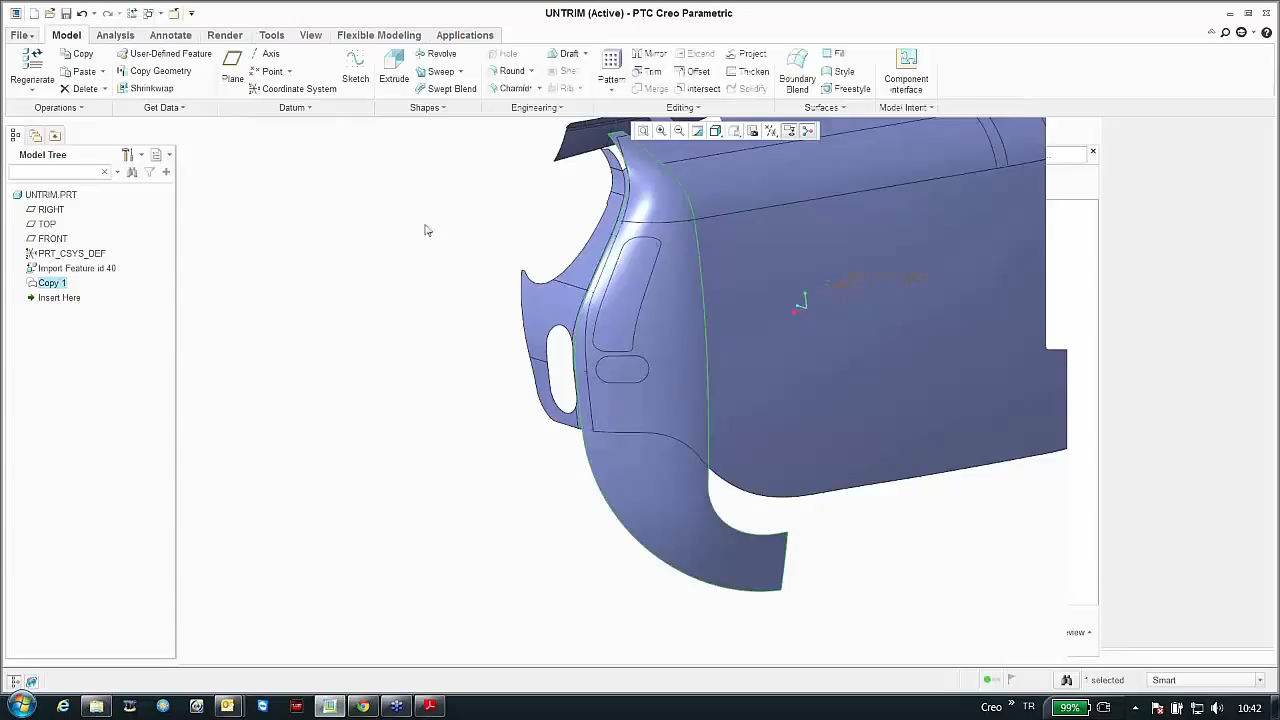 UNTRIM (Active) - PTC Creo Parametric
File Model Analysis Annotate Render Tools View Flexible Modeling Applications
Regenerate Copy Paste Delete User-Defined Feature Copy Geometry Shrinkwrap Plane Axis Point Coordinate System Sketch Extrude Revolve Sweep Swept Blend Hole Round Chamfer Draft Shell Rib Pattern Mirror Trim Merge Extend Offset Intersect Project Thicken Solidify Boundary Blend Fill Style Freestyle Component Interface
Operations Get Data Datum Shapes Engineering Editing Surfaces Model Intent
Model Tree
UNTRIM.PRT
RIGHT
TOP
FRONT
PRT_CSYS_DEF
Import Feature id 40
Copy 1
Insert Here
...
view
selected
Smart
Creo
TR
99%
10:42